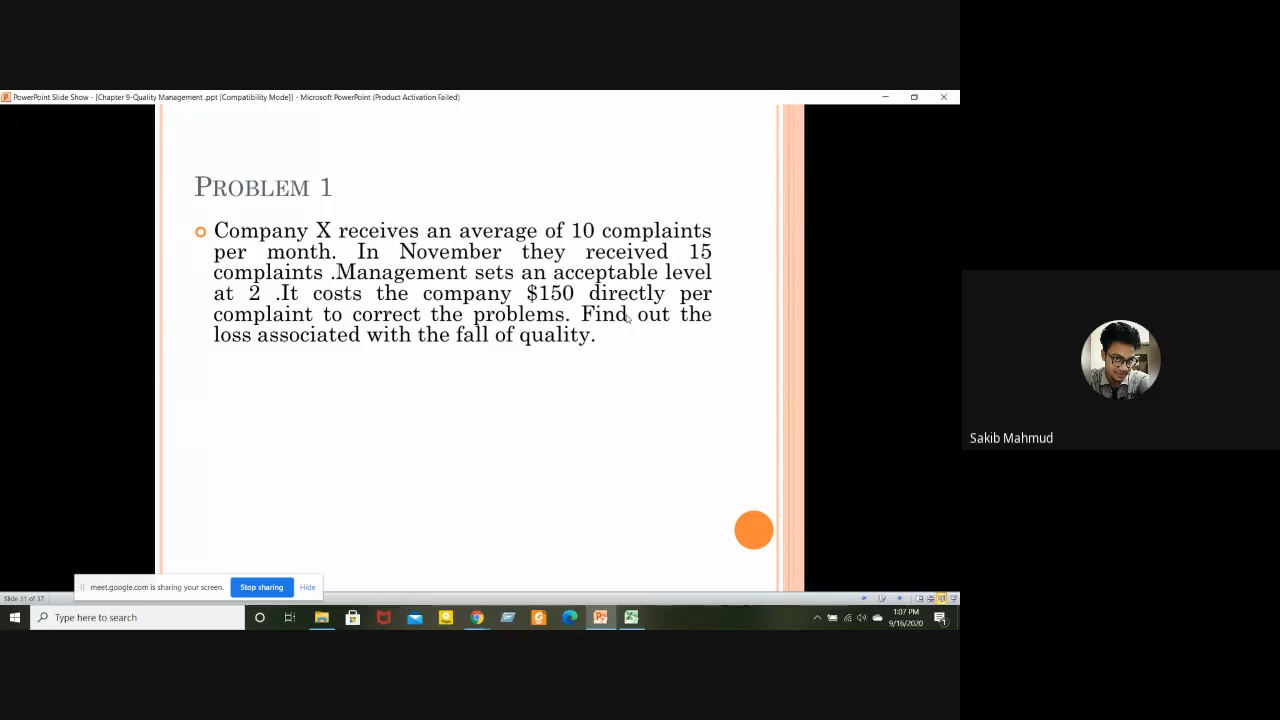 PowerPoint Slide Show - [Chapter 9-Quality Management .ppt [Compatibility Mode]] - Microsoft PowerPoint (Product Activation Failed)
PROBLEM 1
Company X receives an average of 10 complaints
per month. In November they received 15
complaints .Management sets an acceptable level
at 2 .It costs the company $150 directly per
complaint to correct the problems. Find out the
loss associated with the fall of quality.
Sakib Mahmud
meet.google.com is sharing your screen.
Stop sharing
Hide
Slide 31 of 37
Type here to search
1:07 PM
9/16/2020